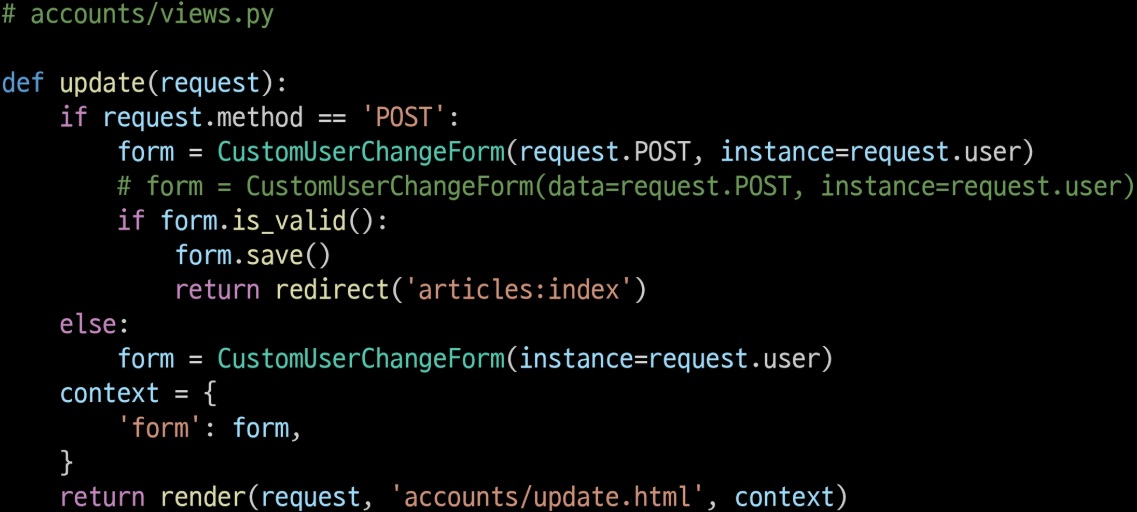 # accounts/views.py
def update(request):
    if request.method == 'POST':
        form = CustomUserChangeForm(request.POST, instance=request.user)
        # form = CustomUserChangeForm(data=request.POST, instance=request.user)
        if form.is_valid():
            form.save()
            return redirect('articles:index')
    else:
        form = CustomUserChangeForm(instance=request.user)
    context = {
        'form': form,
    }
    return render(request, 'accounts/update.html', context)